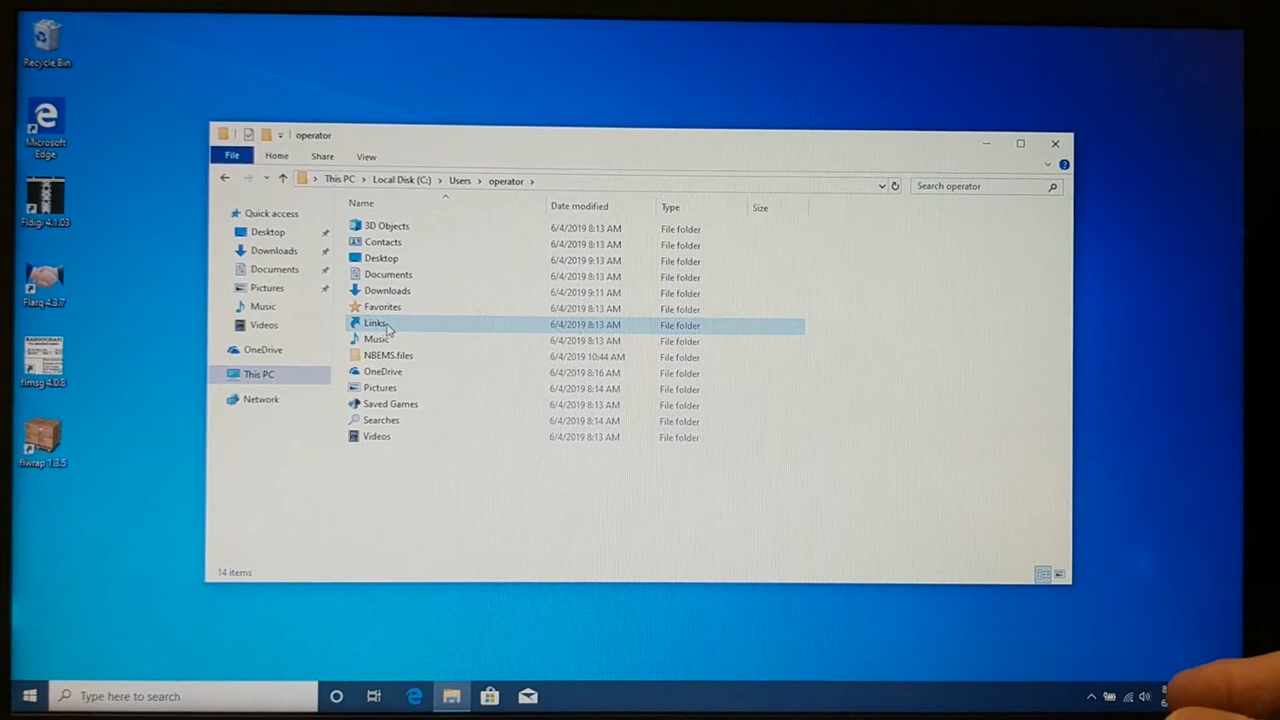 Recycle Bin
Microsoft
Edge
Fldigi 4.1.03
Flarq 4.3.7
RADIOGRAM
flmsg 4.0.8
flwrap 1.3.5
operator
File Home Share View
This PC Local Disk (C:) Users operator
Search operator
Name Date modified Type Size
Quick access
Desktop
Downloads
Documents
Pictures
Music
Videos
OneDrive
This PC
Network
3D Objects 6/4/2019 8:13 AM File folder
Contacts 6/4/2019 8:13 AM File folder
Desktop 6/4/2019 9:13 AM File folder
Documents 6/4/2019 8:13 AM File folder
Downloads 6/4/2019 9:11 AM File folder
Favorites 6/4/2019 8:13 AM File folder
Links 6/4/2019 8:13 AM File folder
Music 6/4/2019 8:13 AM File folder
NBEMS.files 6/4/2019 10:44 AM File folder
OneDrive 6/4/2019 8:16 AM File folder
Pictures 6/4/2019 8:14 AM File folder
Saved Games 6/4/2019 8:13 AM File folder
Searches 6/4/2019 8:14 AM File folder
Videos 6/4/2019 8:13 AM File folder
14 items
Type here to search